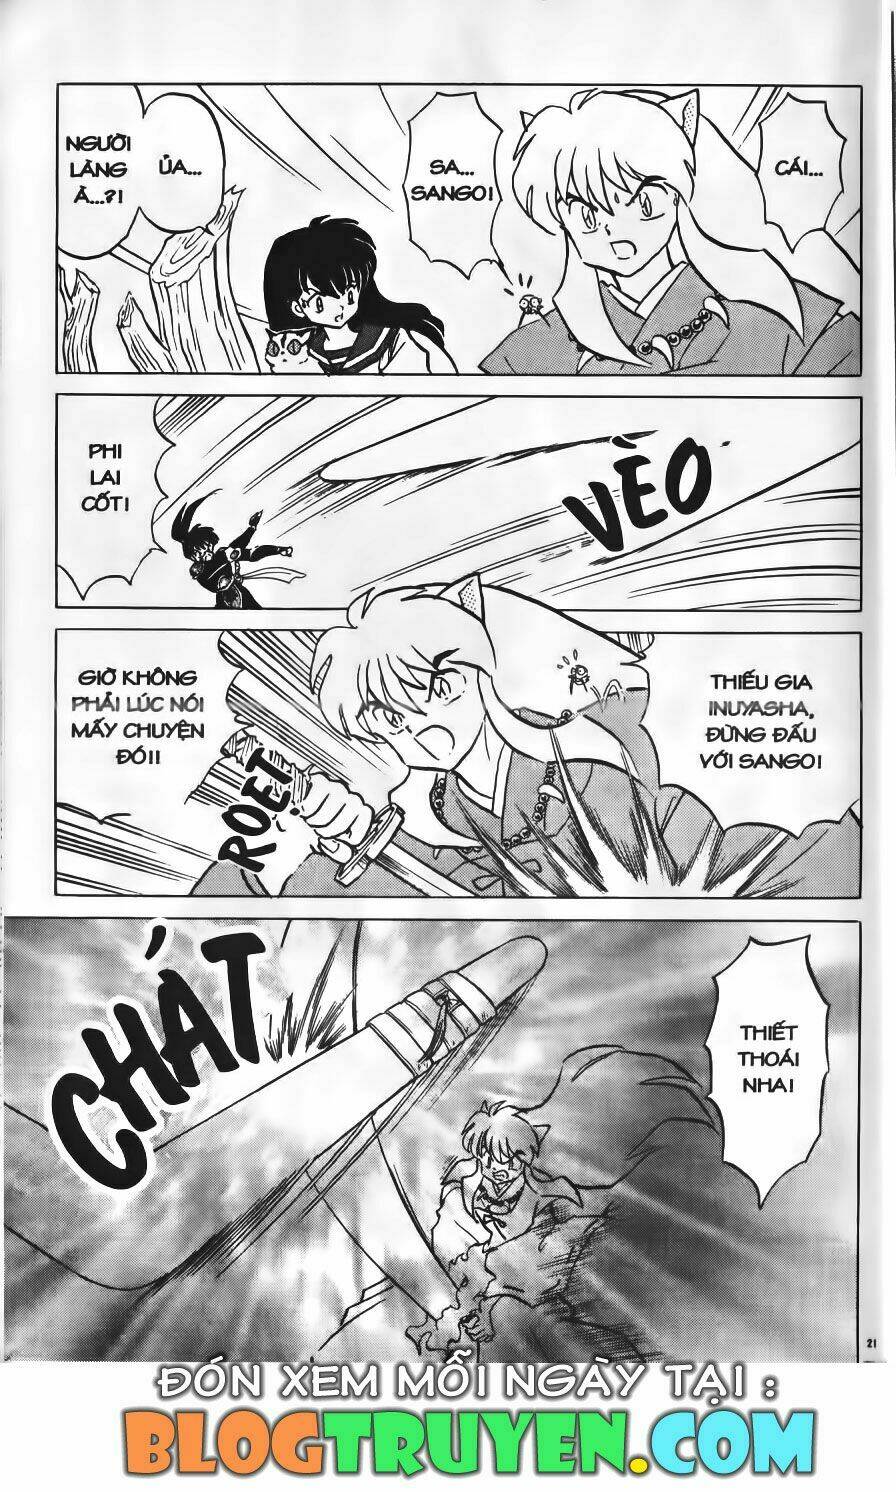 CÁI...
SA...
SANGO!
ỦA...
NGƯỜI
LÀNG
À...?!
VÈO
PHI
LAI
CỐT!
THIẾU GIA
INUYASHA,
ĐỪNG ĐẤU
VỚI SANGO!
GIỜ KHÔNG
PHẢI LÚC NÓI
MẤY CHUYỆN
ĐÓ!!
ROẸT
THIẾT
THOÁI
NHA!
CHÁT
21
ĐÓN XEM MỖI NGÀY TẠI :
BLOGTRUYEN.COM